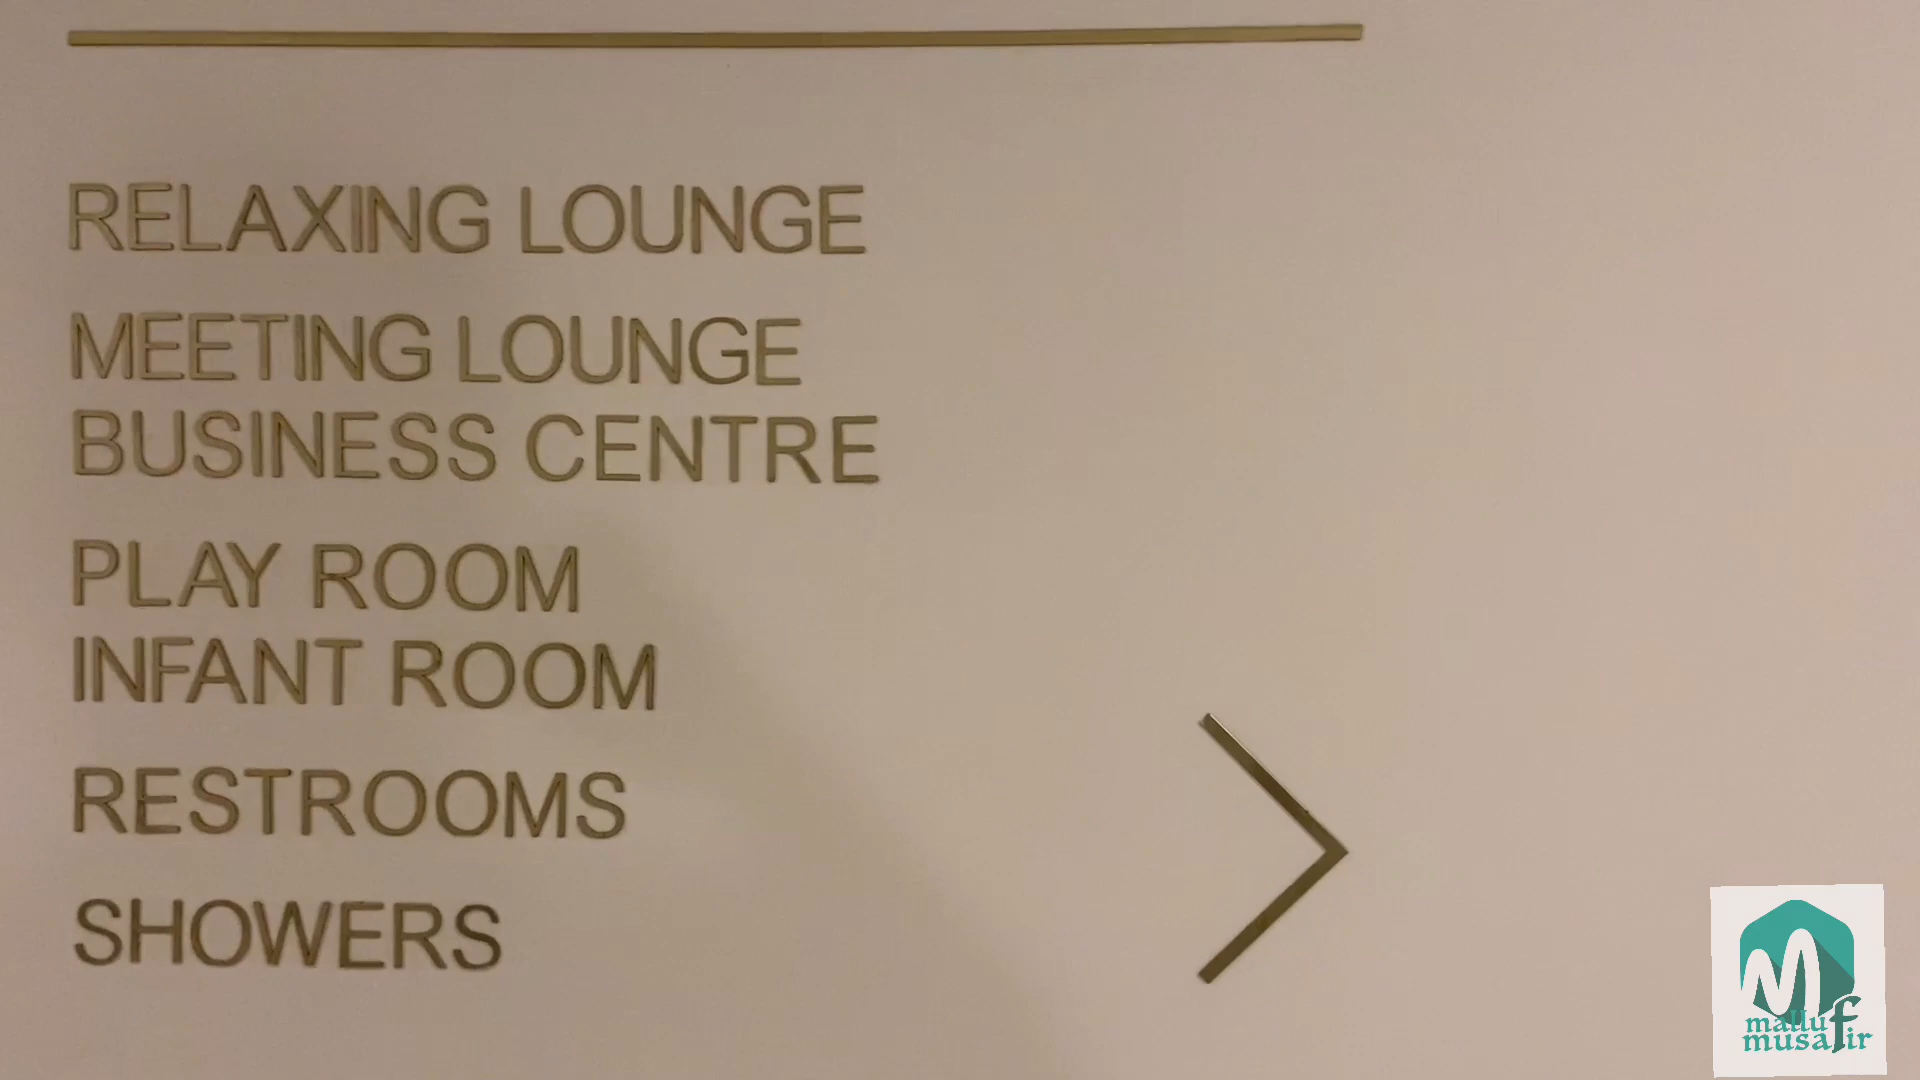 RELAXING LOUNGE
MEETING LOUNGE
BUSINESS CENTRE
PLAY ROOM
INFANT ROOM
RESTROOMS
SHOWERS
mallu
musafir